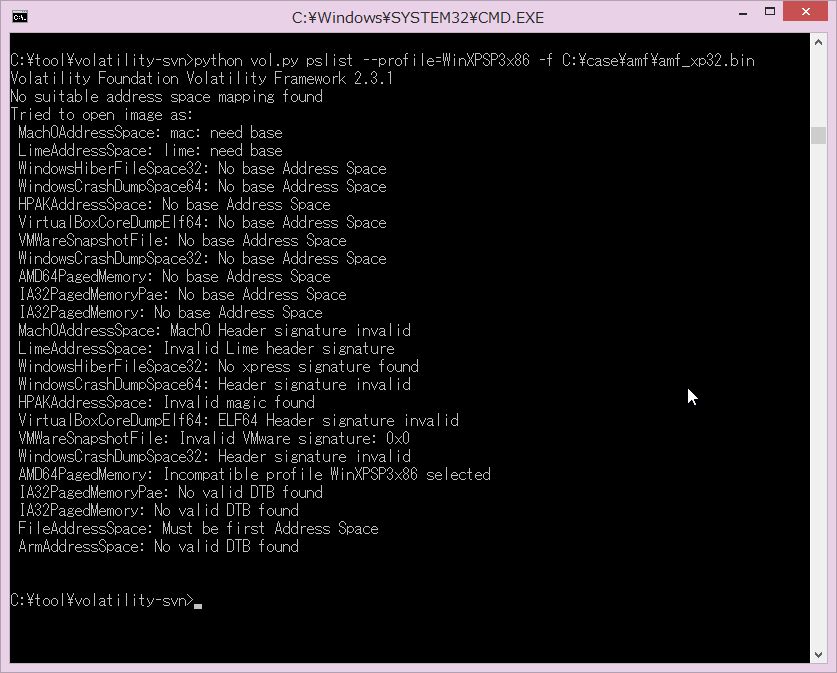 C:¥Windows¥SYSTEM32¥CMD.EXE
C:¥tool¥volatility-svn>python vol.py pslist --profile=WinXPSP3x86 -f C:¥case¥amf¥amf_xp32.bin
Volatility Foundation Volatility Framework 2.3.1
No suitable address space mapping found
Tried to open image as:
MachOAddressSpace: mac: need base
LimeAddressSpace: lime: need base
WindowsHiberFileSpace32: No base Address Space
WindowsCrashDumpSpace64: No base Address Space
HPAKAddressSpace: No base Address Space
VirtualBoxCoreDumpElf64: No base Address Space
VMWareSnapshotFile: No base Address Space
WindowsCrashDumpSpace32: No base Address Space
AMD64PagedMemory: No base Address Space
IA32PagedMemoryPae: No base Address Space
IA32PagedMemory: No base Address Space
MachOAddressSpace: MachO Header signature invalid
LimeAddressSpace: Invalid Lime header signature
WindowsHiberFileSpace32: No xpress signature found
WindowsCrashDumpSpace64: Header signature invalid
HPAKAddressSpace: Invalid magic found
VirtualBoxCoreDumpElf64: ELF64 Header signature invalid
VMWareSnapshotFile: Invalid VMware signature: 0x0
WindowsCrashDumpSpace32: Header signature invalid
AMD64PagedMemory: Incompatible profile WinXPSP3x86 selected
IA32PagedMemoryPae: No valid DTB found
IA32PagedMemory: No valid DTB found
FileAddressSpace: Must be first Address Space
ArmAddressSpace: No valid DTB found
C:¥tool¥volatility-svn>